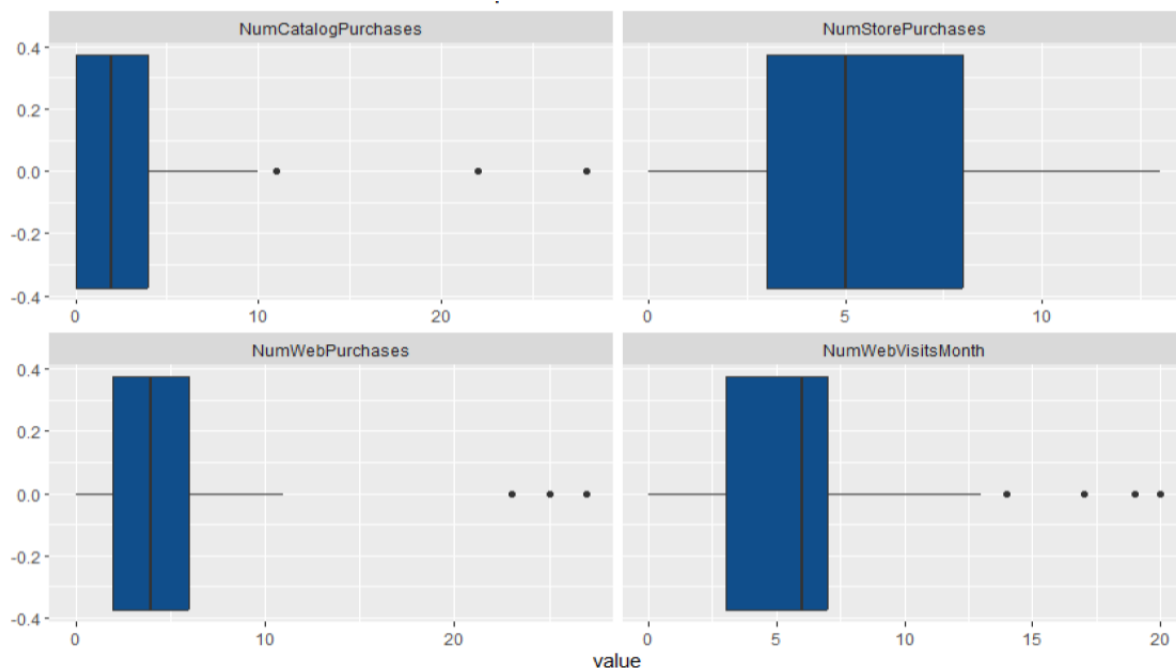 NumCatalogPurchases
NumStorePurchases
0.4
0.2
0.0
-0.2
-0.4
0 10 20
0 5 10
NumWebPurchases
NumWebVisitsMonth
0.4
0.2
0.0
-0.2
-0.4
0 10 20
0 5 10 15 20
value